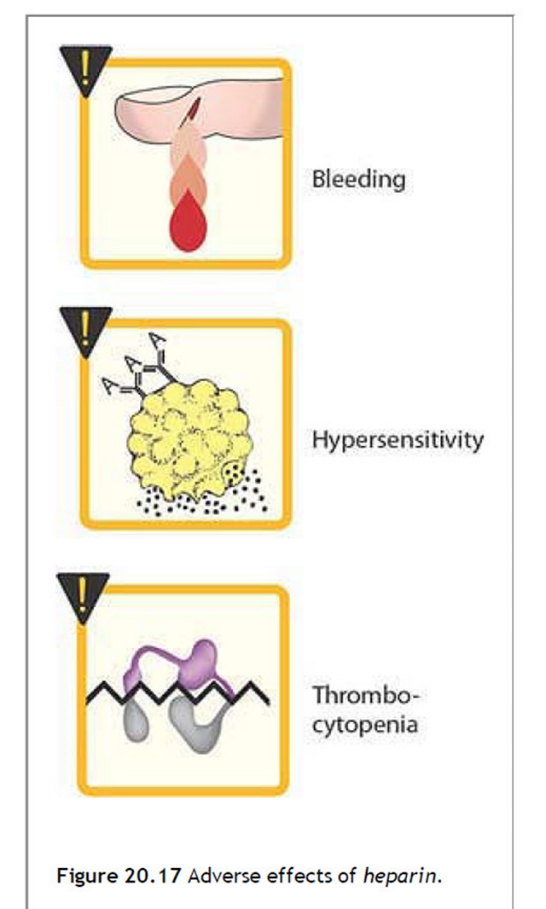 Bleeding
Hypersensitivity
Thrombo-
cytopenia
Figure 20.17 Adverse effects of heparin.